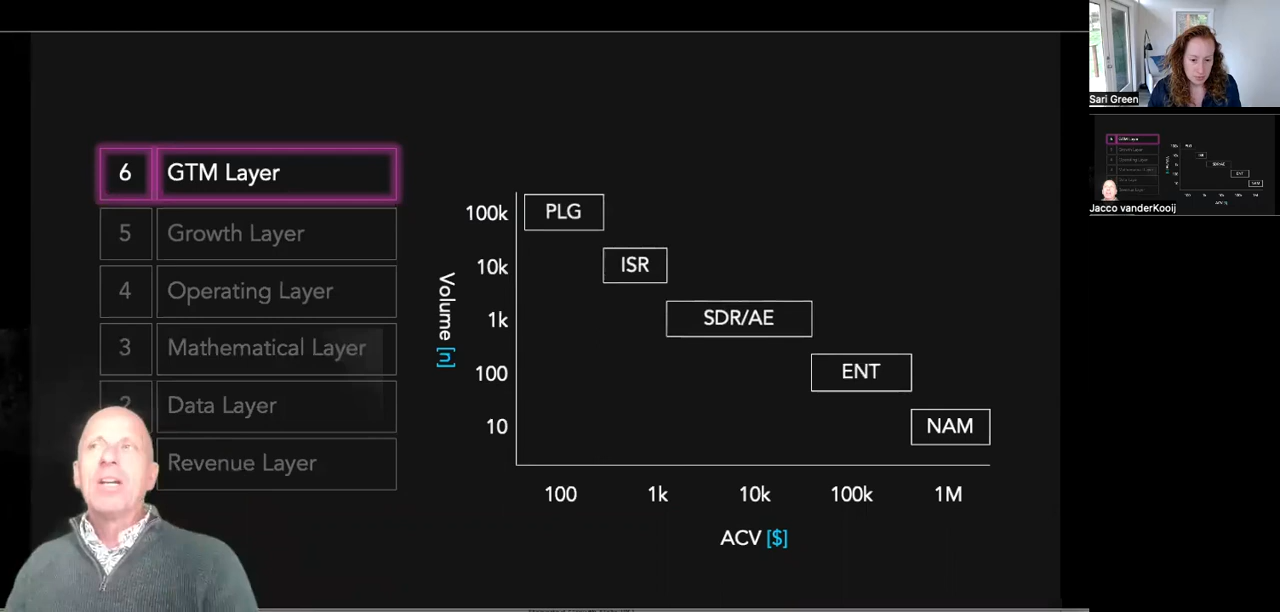 6 GTM Layer
5 Growth Layer
4 Operating Layer
3 Mathematical Layer
2 Data Layer
Revenue Layer
Volume [n]
100k
10k
1k
100
10
PLG
ISR
SDR/AE
ENT
NAM
100 1k 10k 100k 1M
ACV [$]
Sari Green
Jacco vanderKooij